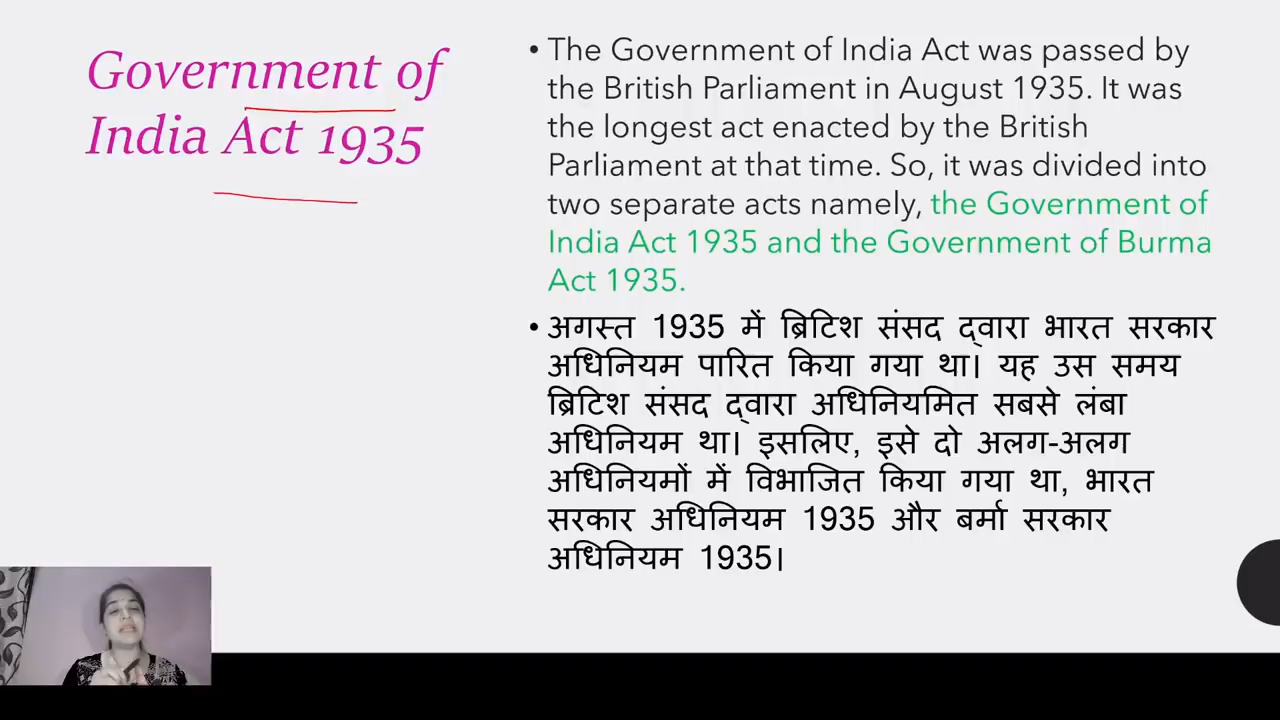 Government of
India Act 1935
• The Government of India Act was passed by
the British Parliament in August 1935. It was
the longest act enacted by the British
Parliament at that time. So, it was divided into
two separate acts namely, the Government of
India Act 1935 and the Government of Burma
Act 1935.
• अगस्त 1935 में ब्रिटिश संसद द्वारा भारत सरकार
अधिनियम पारित किया गया था। यह उस समय
ब्रिटिश संसद द्वारा अधिनियमित सबसे लंबा
अधिनियम था। इसलिए, इसे दो अलग-अलग
अधिनियमों में विभाजित किया गया था, भारत
सरकार अधिनियम 1935 और बर्मा सरकार
अधिनियम 1935।